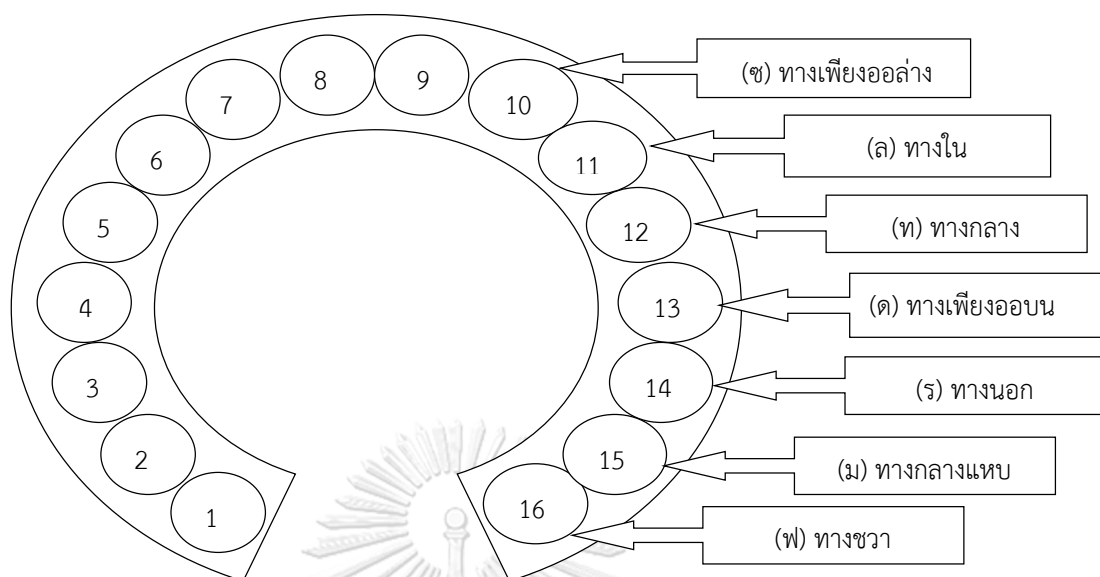 8
9
(ซ) ทางเพียงออล่าง
7
10
6
11
(ล) ทางใน
5
12
(ท) ทางกลาง
4
13
(ด) ทางเพียงออบน
3
14
(ร) ทางนอก
2
15
(ม) ทางกลางแหบ
1
16
(ฟ) ทางชวา